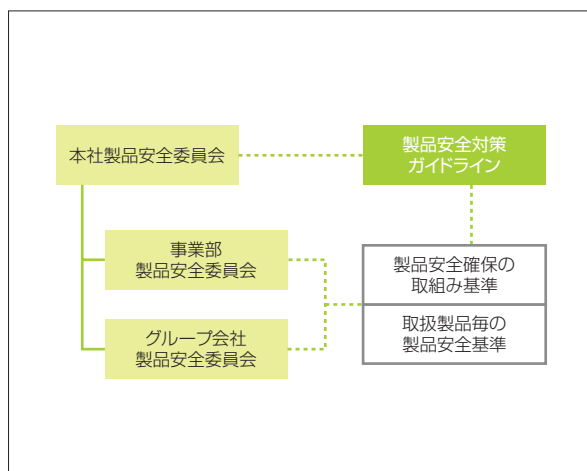 本社製品安全委員会
製品安全対策
ガイドライン
事業部
製品安全委員会
製品安全確保の
取組み基準
グループ会社
製品安全委員会
取扱製品毎の
製品安全基準